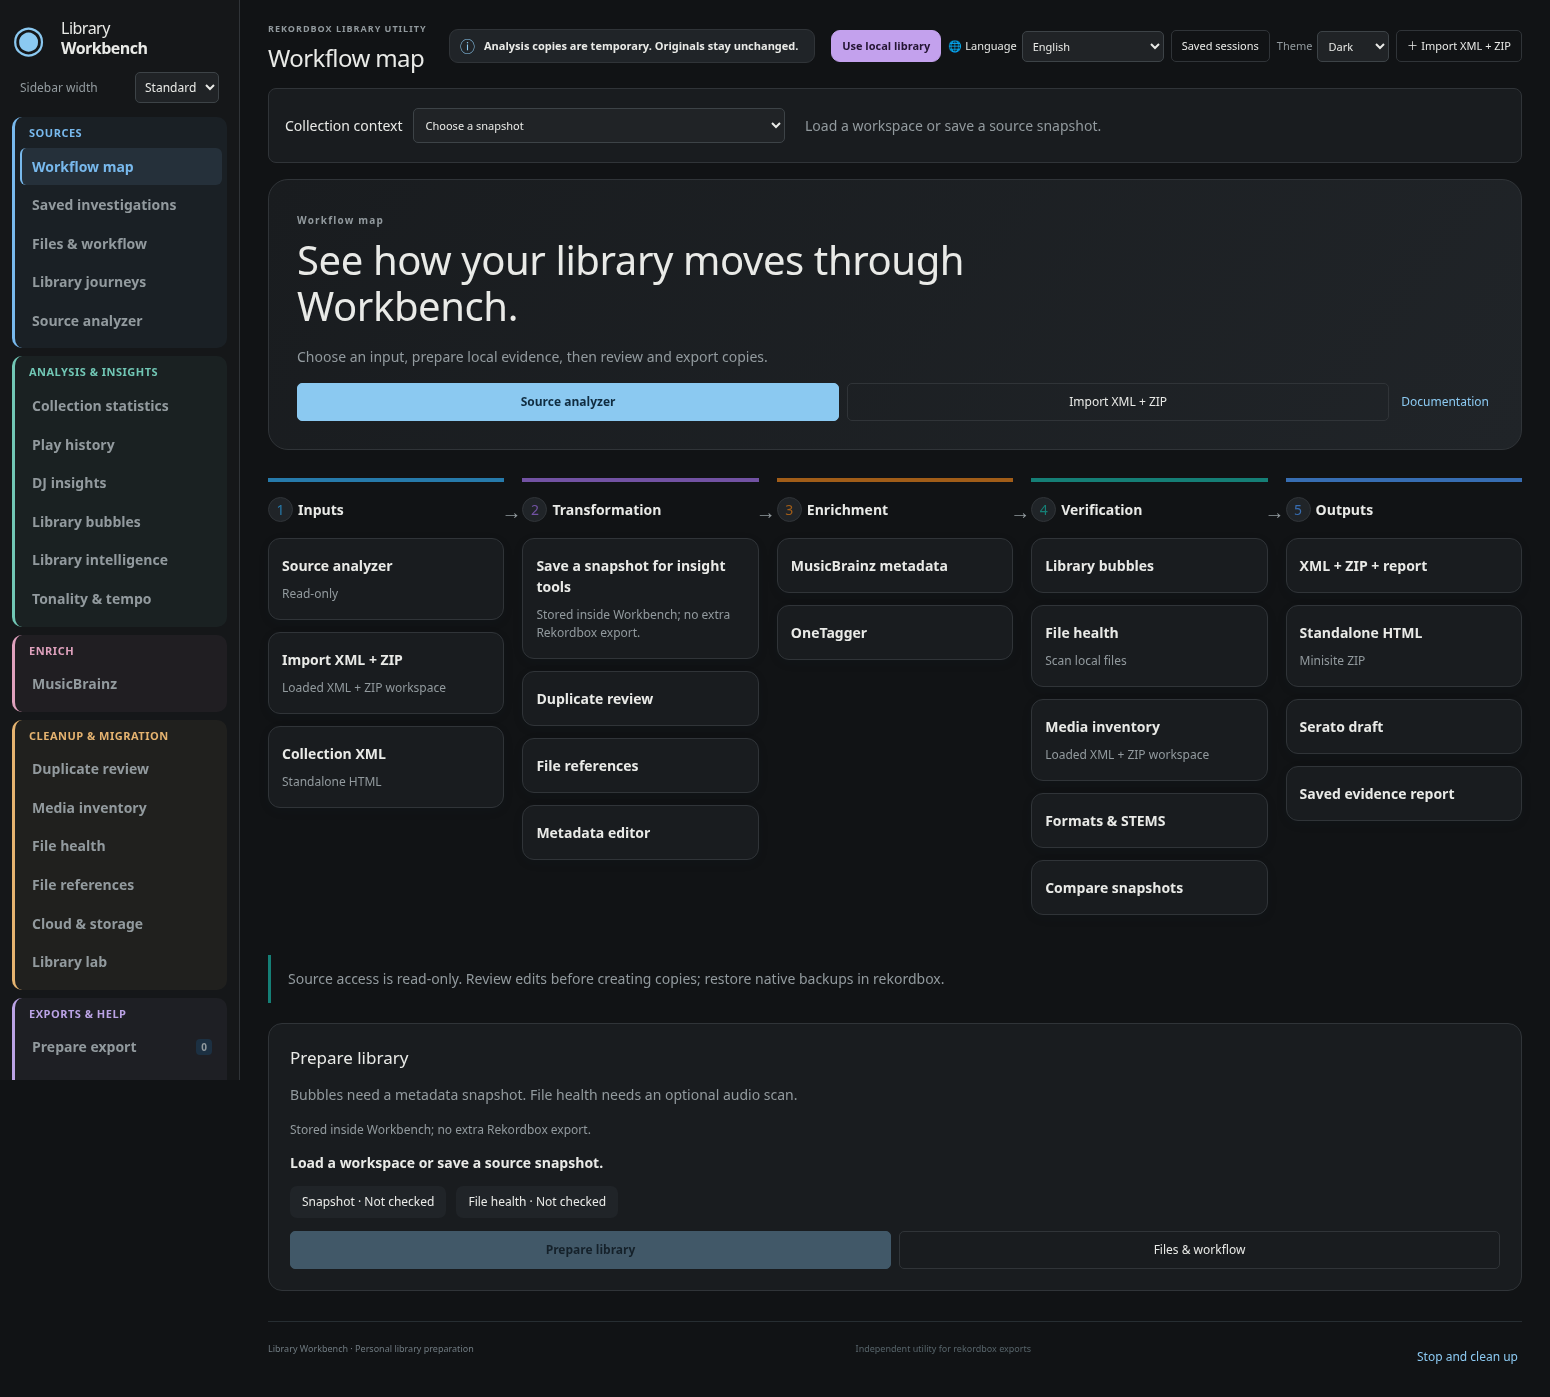 Library
Workbench
Sidebar width
Standard
SOURCES
Workflow map
Saved investigations
Files & workflow
Library journeys
Source analyzer
ANALYSIS & INSIGHTS
Collection statistics
Play history
DJ insights
Library bubbles
Library intelligence
Tonality & tempo
ENRICH
MusicBrainz
CLEANUP & MIGRATION
Duplicate review
Media inventory
File health
File references
Cloud & storage
Library lab
EXPORTS & HELP
Prepare export 0
REKORDBOX LIBRARY UTILITY
Workflow map
ⓘ Analysis copies are temporary. Originals stay unchanged.
Use local library
🌐 Language
English
Saved sessions
Theme
Dark
+ Import XML + ZIP
Collection context
Choose a snapshot
Load a workspace or save a source snapshot.
Workflow map
See how your library moves through
Workbench.
Choose an input, prepare local evidence, then review and export copies.
Source analyzer
Import XML + ZIP
Documentation
1 Inputs
Source analyzer
Read-only
Import XML + ZIP
Loaded XML + ZIP workspace
Collection XML
Standalone HTML
→
2 Transformation
Save a snapshot for insight
tools
Stored inside Workbench; no extra
Rekordbox export.
Duplicate review
File references
Metadata editor
→
3 Enrichment
MusicBrainz metadata
OneTagger
→
4 Verification
Library bubbles
File health
Scan local files
Media inventory
Loaded XML + ZIP workspace
Formats & STEMS
Compare snapshots
→
5 Outputs
XML + ZIP + report
Standalone HTML
Minisite ZIP
Serato draft
Saved evidence report
Source access is read-only. Review edits before creating copies; restore native backups in rekordbox.
Prepare library
Bubbles need a metadata snapshot. File health needs an optional audio scan.
Stored inside Workbench; no extra Rekordbox export.
Load a workspace or save a source snapshot.
Snapshot · Not checked
File health · Not checked
Prepare library
Files & workflow
Library Workbench · Personal library preparation
Independent utility for rekordbox exports
Stop and clean up